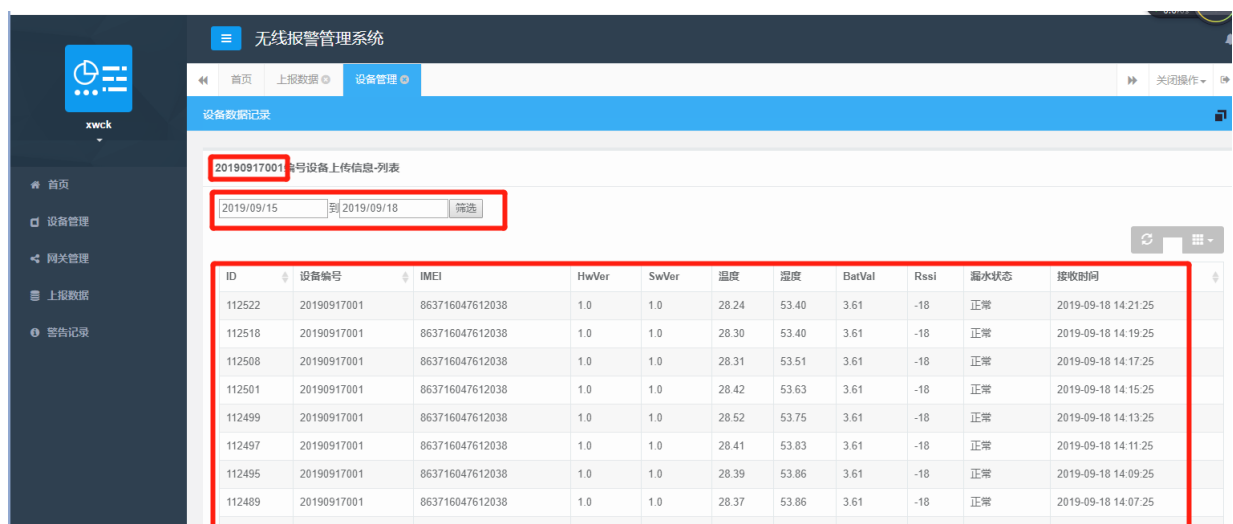 无线报警管理系统
首页 上报数据 设备管理 关闭操作
设备数据记录
xwck
首页
设备管理
网关管理
上报数据
警告记录
20190917001编号设备上传信息-列表
2019/09/15 到 2019/09/18 筛选
ID 设备编号 IMEI HwVer SwVer 温度 湿度 BatVal Rssi 漏水状态 接收时间
112522 20190917001 863716047612038 1.0 1.0 28.24 53.40 3.61 -18 正常 2019-09-18 14:21:25
112518 20190917001 863716047612038 1.0 1.0 28.30 53.40 3.61 -18 正常 2019-09-18 14:19:25
112508 20190917001 863716047612038 1.0 1.0 28.31 53.51 3.61 -18 正常 2019-09-18 14:17:25
112501 20190917001 863716047612038 1.0 1.0 28.42 53.63 3.61 -18 正常 2019-09-18 14:15:25
112499 20190917001 863716047612038 1.0 1.0 28.52 53.75 3.61 -18 正常 2019-09-18 14:13:25
112497 20190917001 863716047612038 1.0 1.0 28.41 53.83 3.61 -18 正常 2019-09-18 14:11:25
112495 20190917001 863716047612038 1.0 1.0 28.39 53.86 3.61 -18 正常 2019-09-18 14:09:25
112489 20190917001 863716047612038 1.0 1.0 28.37 53.86 3.61 -18 正常 2019-09-18 14:07:25